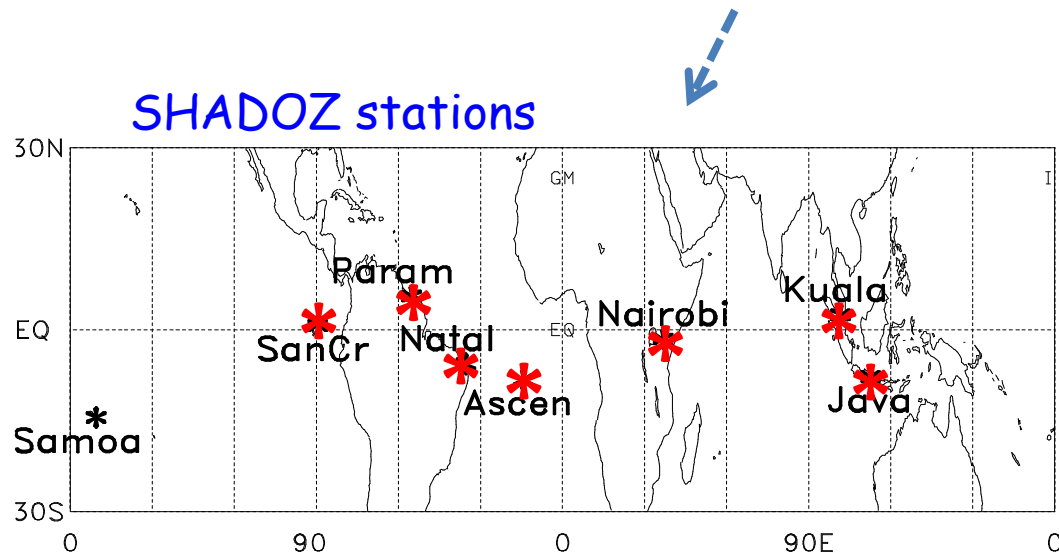 SHADOZ stations
30N
GM
I
Param
Kuala
Nairobi
EQ
EQ
Natal
SanCr
Ascen
Java
Samoa
30S
0
90
0
90E
0